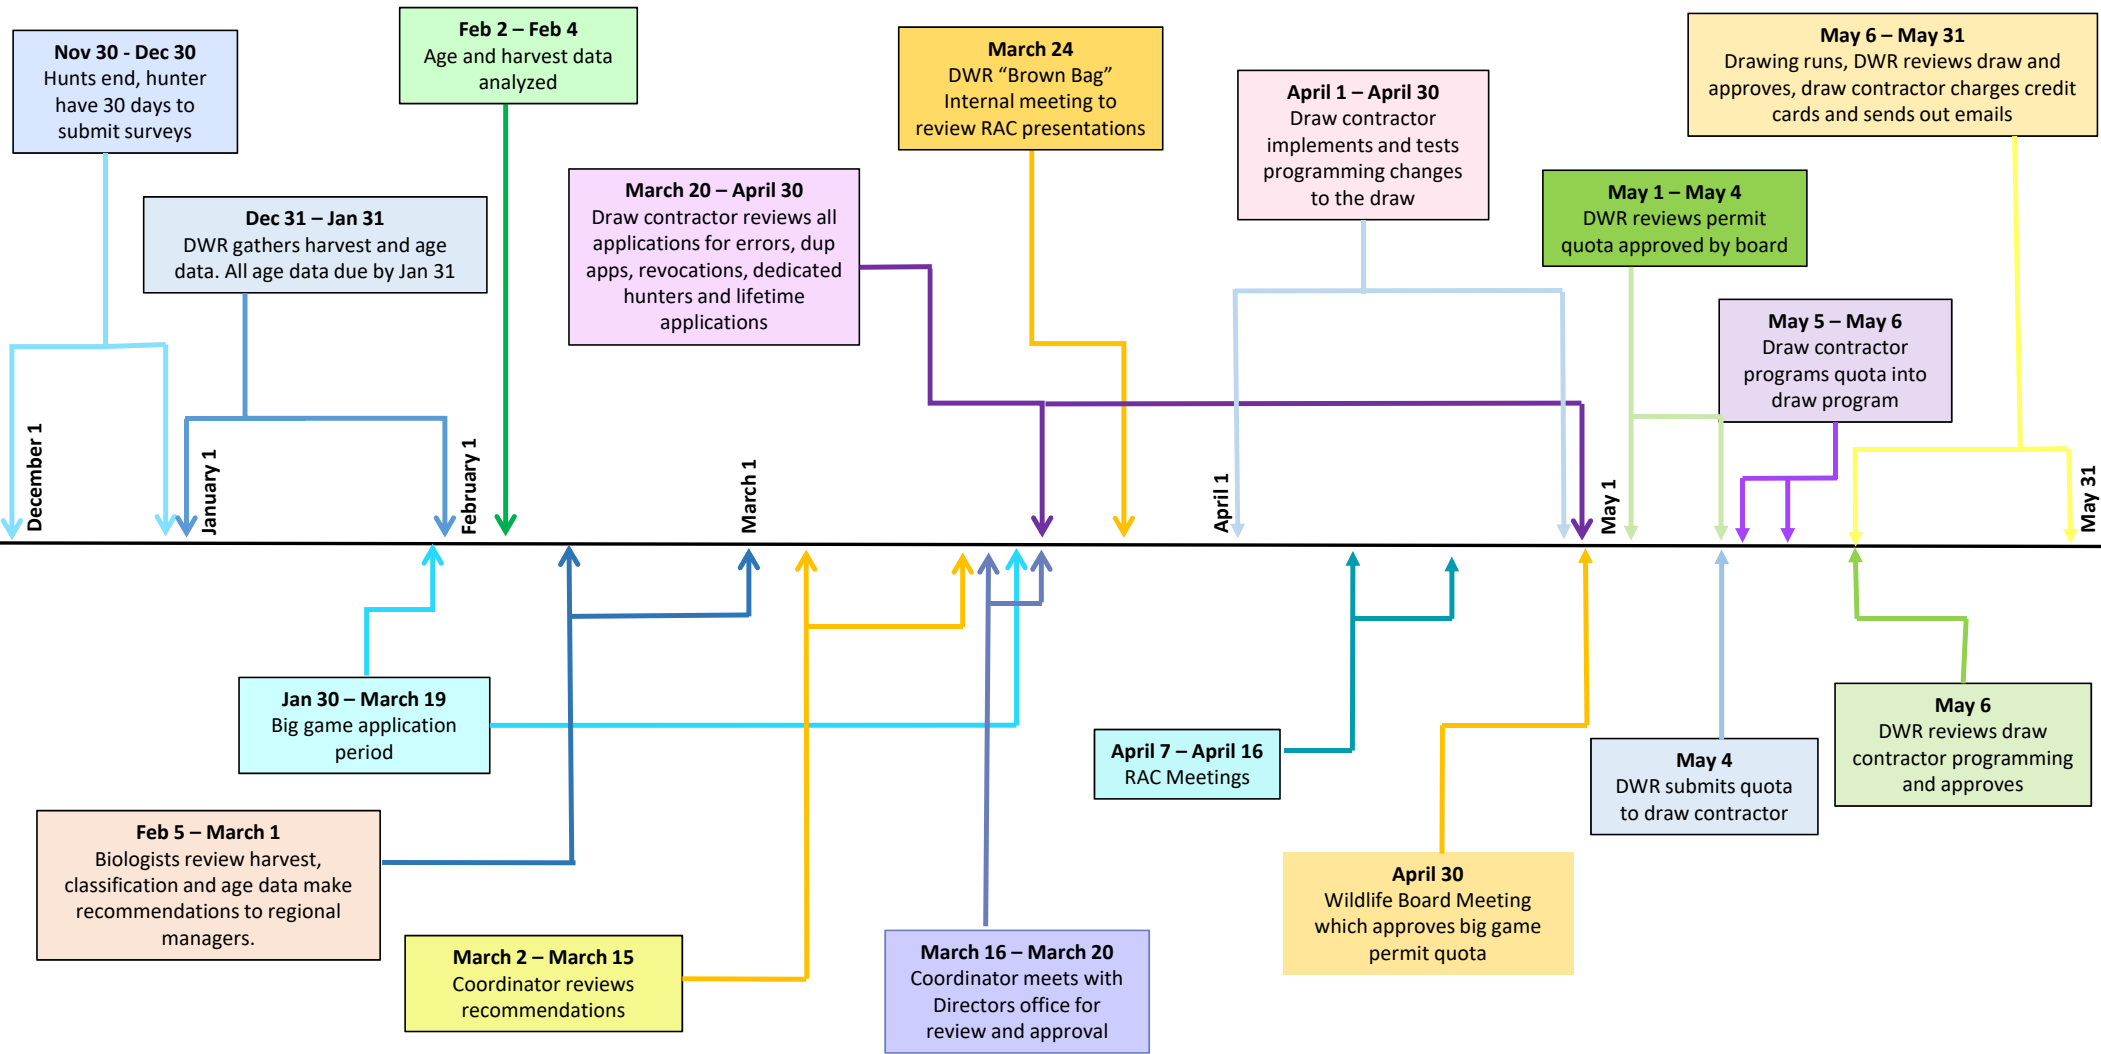 Nov 30 - Dec 30
Hunts end, hunter
have 30 days to
submit surveys
Feb 2 – Feb 4
Age and harvest data
analyzed
March 24
DWR “Brown Bag”
Internal meeting to
review RAC presentations
May 6 – May 31
Drawing runs, DWR reviews draw and
approves, draw contractor charges credit
cards and sends out emails
April 1 – April 30
Draw contractor
implements and tests
programming changes
to the draw
Dec 31 – Jan 31
DWR gathers harvest and age
data. All age data due by Jan 31
March 20 – April 30
Draw contractor reviews all
applications for errors, dup
apps, revocations, dedicated
hunters and lifetime
applications
May 1 – May 4
DWR reviews permit
quota approved by board
May 5 – May 6
Draw contractor
programs quota into
draw program
December 1
January 1
February 1
March 1
April 1
May 1
May 31
Jan 30 – March 19
Big game application
period
April 7 – April 16
RAC Meetings
May 4
DWR submits quota
to draw contractor
May 6
DWR reviews draw
contractor programming
and approves
Feb 5 – March 1
Biologists review harvest,
classification and age data make
recommendations to regional
managers.
March 2 – March 15
Coordinator reviews
recommendations
March 16 – March 20
Coordinator meets with
Directors office for
review and approval
April 30
Wildlife Board Meeting
which approves big game
permit quota